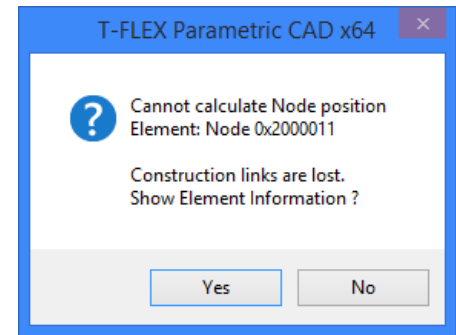 T-FLEX Parametric CAD x64
Cannot calculate Node position
Element: Node 0x2000011
Construction links are lost.
Show Element Information ?
Yes
No